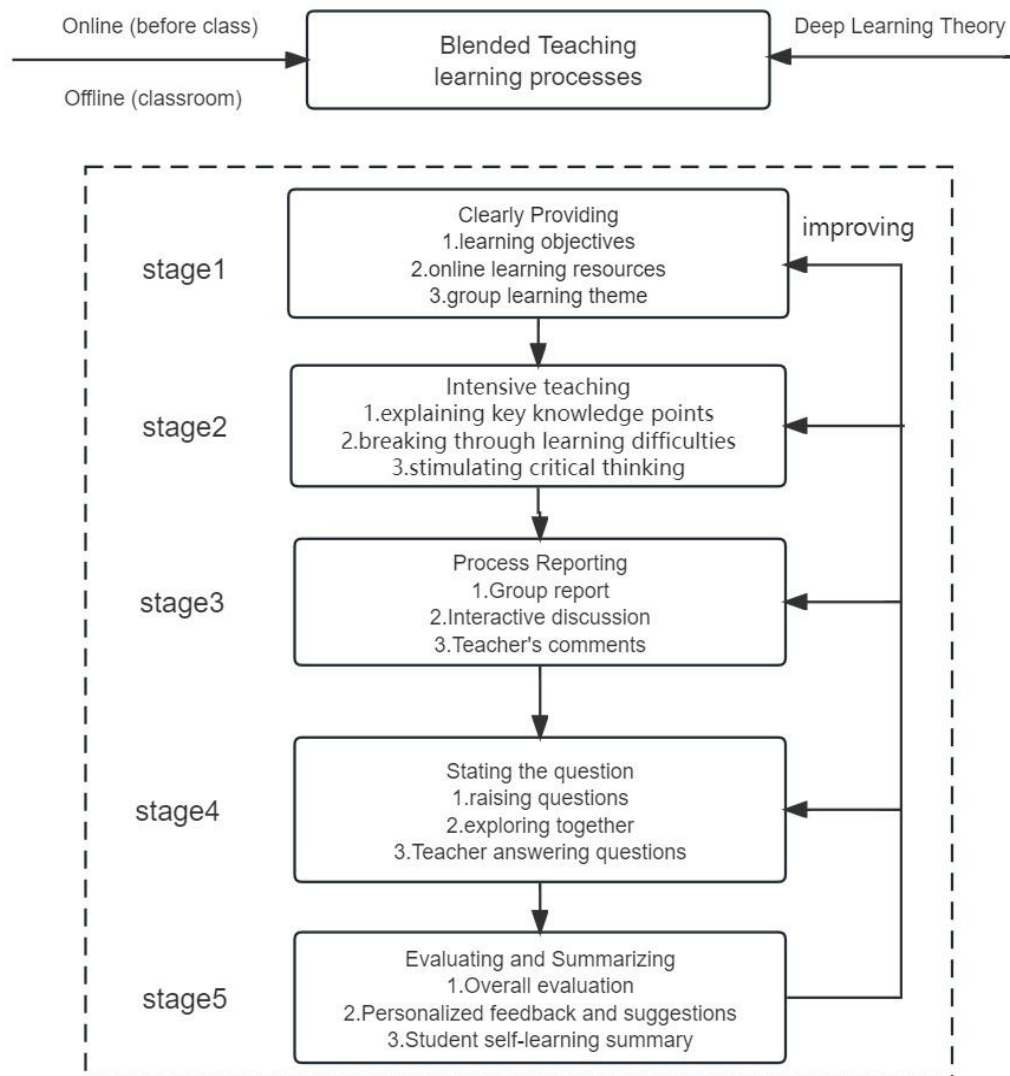 Online (before class)
Offline (classroom)
Blended Teaching
learning processes
Deep Learning Theory
stage1
Clearly Providing
1.learning objectives
2.online learning resources
3.group learning theme
improving
stage2
Intensive teaching
1.explaining key knowledge points
2.breaking through learning difficulties
3.stimulating critical thinking
stage3
Process Reporting
1.Group report
2.Interactive discussion
3.Teacher's comments
stage4
Stating the question
1.raising questions
2.exploring together
3.Teacher answering questions
stage5
Evaluating and Summarizing
1.Overall evaluation
2.Personalized feedback and suggestions
3.Student self-learning summary